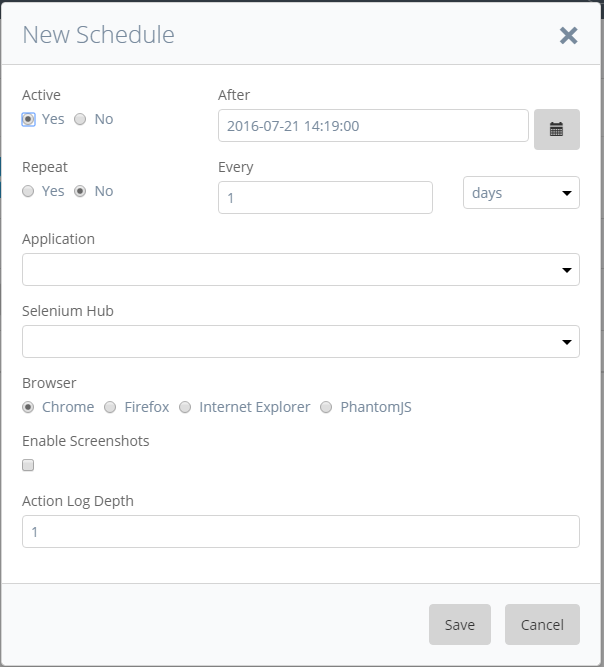 New Schedule
Active
After
Yes No
2016-07-21 14:19:00
Repeat
Every
Yes No
1
days
Application
Selenium Hub
Browser
Chrome Firefox Internet Explorer PhantomJS
Enable Screenshots
Action Log Depth
1
Save Cancel